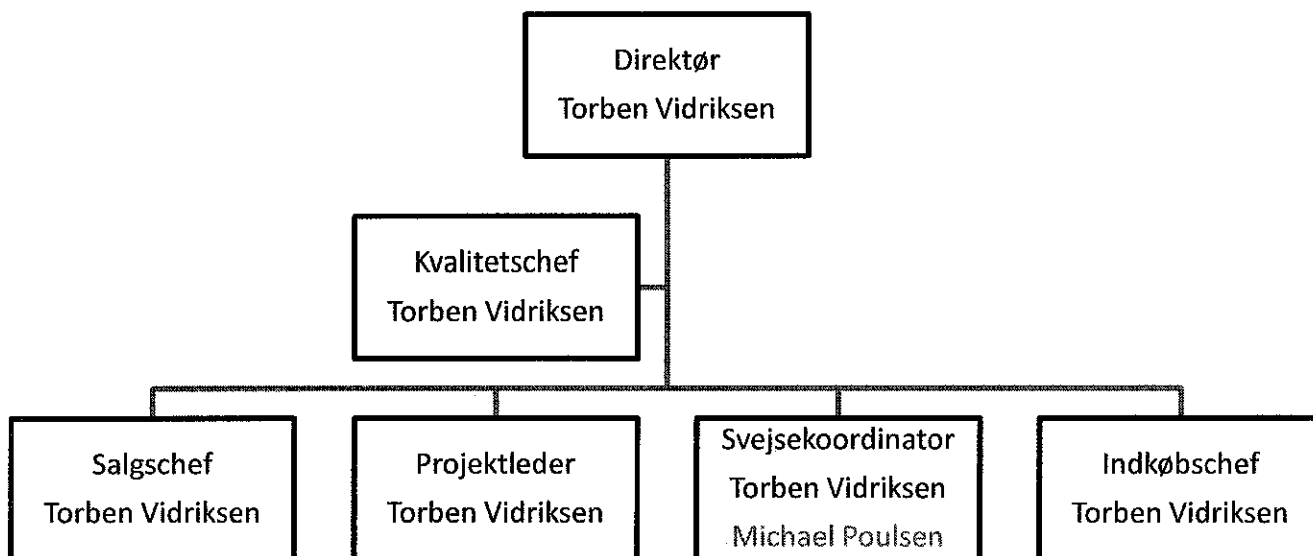 Direktør
Torben Vidriksen
Kvalitetschef
Torben Vidriksen
Salgschef
Torben Vidriksen
Projektleder
Torben Vidriksen
Svejsekoordinator
Torben Vidriksen
Michael Poulsen
Indkøbschef
Torben Vidriksen